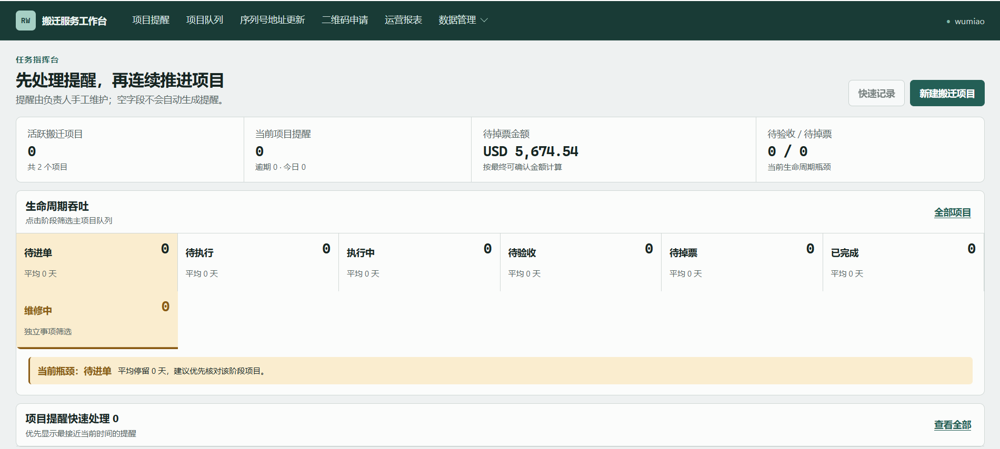 RW 搬迁服务工作台 项目提醒 项目队列 序列号地址更新 二维码申请 运营报表 数据管理 • wumiao
任务指挥台
先处理提醒，再连续推进项目
提醒由负责人手工维护；空字段不会自动生成提醒。
快速记录 新建搬迁项目
活跃搬迁项目
0
共 2 个项目
当前项目提醒
0
逾期 0 · 今日 0
待掉票金额
USD 5,674.54
按最终可确认金额计算
待验收 / 待掉票
0 / 0
当前生命周期瓶颈
生命周期吞吐
点击阶段筛选主项目队列
全部项目
待进单 0
平均 0 天
待执行 0
平均 0 天
执行中 0
平均 0 天
待验收 0
平均 0 天
待掉票 0
平均 0 天
已完成 0
平均 0 天
维修中 0
独立事项筛选
当前瓶颈：待进单 平均停留 0 天，建议优先核对该阶段项目。
项目提醒快速处理 0
优先显示最接近当前时间的提醒
查看全部